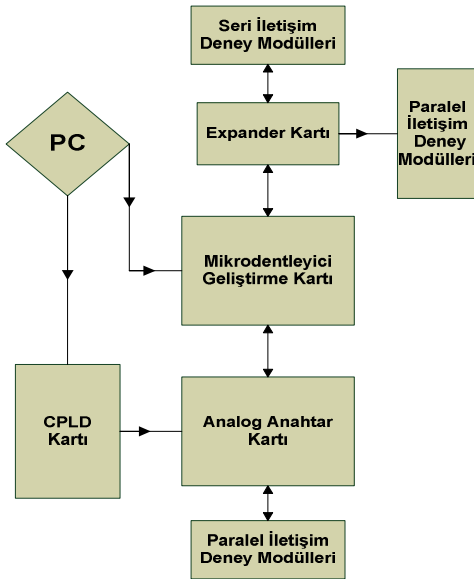 Seri İletişim
Deney Modülleri
Expander Kartı
Paralel
İletişim
Deney
Modülleri
PC
Mikrodentleyici
Geliştirme Kartı
CPLD
Kartı
Analog Anahtar
Kartı
Paralel İletişim
Deney Modülleri